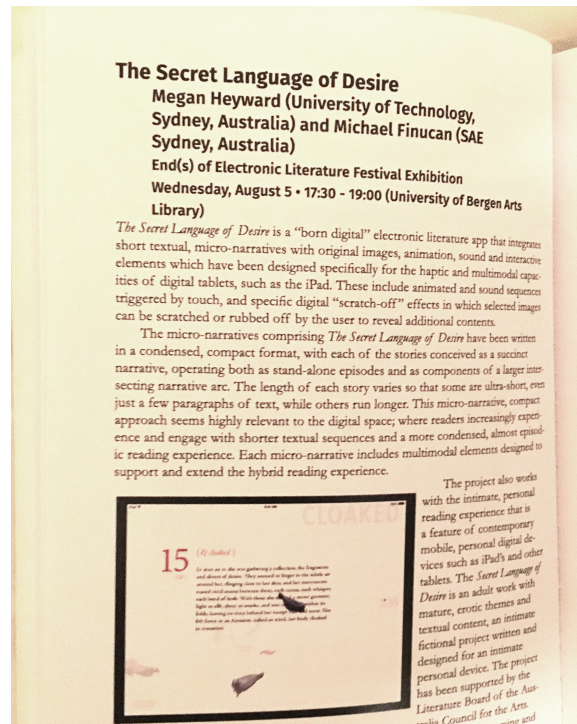 The Secret Language of Desire
Megan Heyward (University of Technology,
Sydney, Australia) and Michael Finucan (SAE
Sydney, Australia)
End(s) of Electronic Literature Festival Exhibition
Wednesday, August 5 • 17:30 - 19:00 (University of Bergen Arts
Library)
The Secret Language of Desire is a “born digital” electronic literature app that integrates
short textual, micro-narratives with original images, animation, sound and interactive
elements which have been designed specifically for the haptic and multimodal capac-
ities of digital tablets, such as the iPad. These include animated and sound sequences
triggered by touch, and specific digital “scratch-off” effects in which selected images
can be scratched or rubbed off by the user to reveal additional contents.
The micro-narratives comprising The Secret Language of Desire have been written
in a condensed, compact format, with each of the stories conceived as a succinct
narrative, operating both as stand-alone episodes and as components of a larger inter-
secting narrative arc. The length of each story varies so that some are ultra-short, even
just a few paragraphs of text, while others run longer. This micro-narrative, compact
approach seems highly relevant to the digital space; where readers increasingly experi-
ence and engage with shorter textual sequences and a more condensed, almost episod-
ic reading experience. Each micro-narrative includes multimodal elements designed to
support and extend the hybrid reading experience.
CLOAKED
15
The project also works
with the intimate, personal
reading experience that is
a feature of contemporary
mobile, personal digital de-
vices such as iPad's and other
tablets. The Secret Language of
Desire is an adult work with
mature, erotic themes and
textual content, an intimate
fictional project written and
designed for an intimate
personal device. The project
has been supported by the
Literature Board of the Aus-
tralia Council for the Arts.